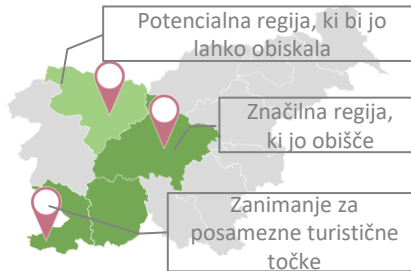 Potencialna regija, ki bi jo
lahko obiskala
Značilna regija,
ki jo obišče
Zanimanje za
posamezne turistične
točke